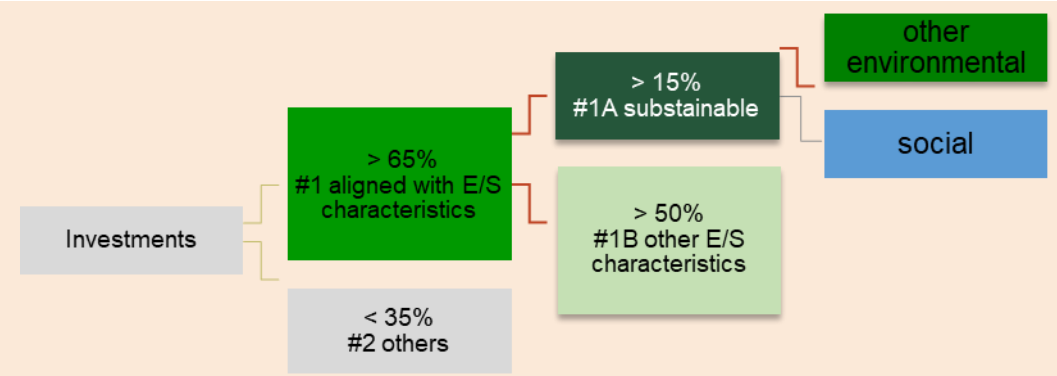 Investments
> 65%
#1 aligned with E/S
characteristics
< 35%
#2 others
> 15%
#1A substainable
> 50%
#1B other E/S
characteristics
other
environmental
social